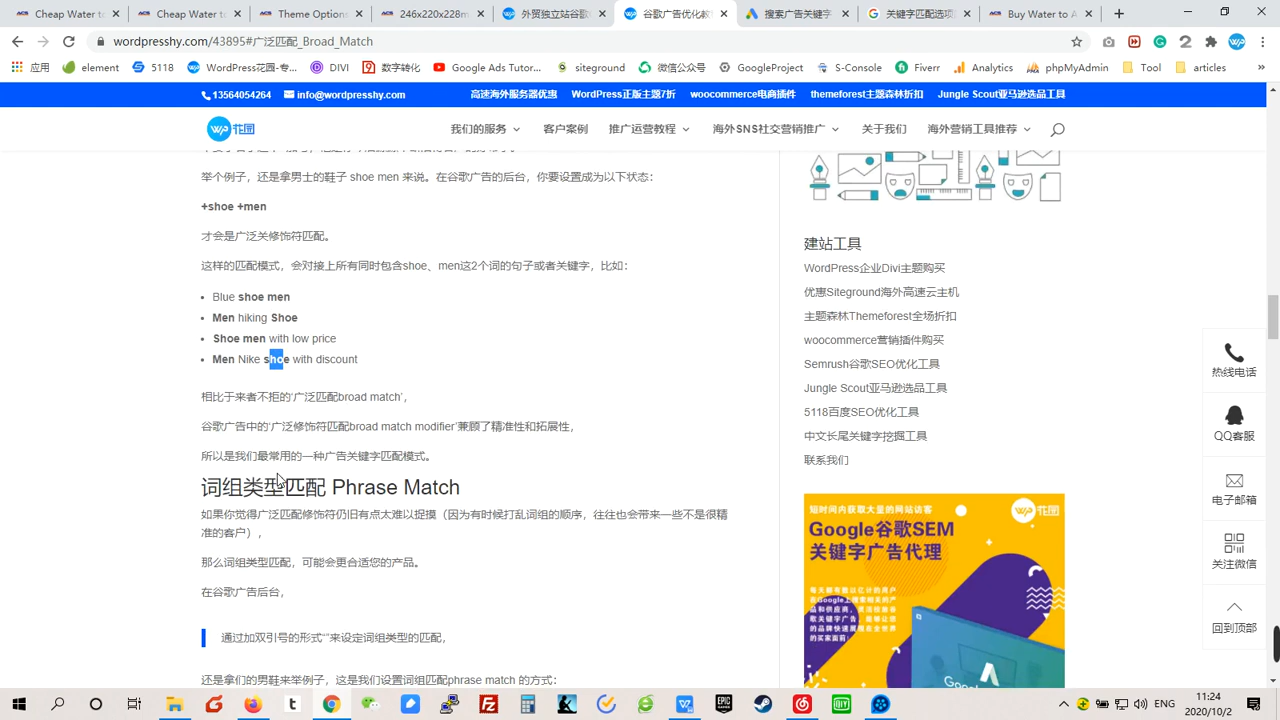 Cheap Water to
Cheap Water to
Theme Options
246x220x228m
外贸独立站谷歌
谷歌广告优化教
搜索广告关键字
关键字匹配选项
Buy Water to A
wordpresshy.com/43895#广泛匹配_Broad_Match
应用
element
5118
WordPress花园-专...
DIVI
数字转化
Google Ads Tutor...
siteground
微信公众号
GoogleProject
S-Console
Fiverr
Analytics
phpMyAdmin
Tool
articles
»
13564054264
info@wordpresshy.com
高速海外服务器优惠
WordPress正版主题7折
woocommerce电商插件
themeforest主题森林折扣
Jungle Scout亚马逊选品工具
WP 花园
我们的服务
客户案例
推广运营教程
海外SNS社交营销推广
关于我们
海外营销工具推荐
举个例子，还是拿男士的鞋子 shoe men 来说。在谷歌广告的后台，你要设置成为以下状态：
+shoe +men
才会是广泛关修饰符匹配。
这样的匹配模式，会对接上所有同时包含shoe、men这2个词的句子或者关键字，比如：
• Blue shoe men
• Men hiking Shoe
• Shoe men with low price
• Men Nike shoe with discount
相比于来者不拒的‘广泛匹配broad match’，
谷歌广告中的‘广泛修饰符匹配broad match modifier’兼顾了精准性和拓展性，
所以是我们最常用的一种广告关键字匹配模式。
词组类型匹配 Phrase Match
如果你觉得广泛匹配修饰符仍旧有点太难以捉摸（因为有时候打乱词组的顺序，往往也会带来一些不是很精
准的客户），
那么词组类型匹配，可能会更合适您的产品。
在谷歌广告后台，
通过加双引号的形式“”来设定词组类型的匹配，
还是拿们的男鞋来举例子，这是我们设置词组匹配phrase match 的方式：
建站工具
WordPress企业Divi主题购买
优惠Siteground海外高速云主机
主题森林Themeforest全场折扣
woocommerce营销插件购买
Semrush谷歌SEO优化工具
Jungle Scout亚马逊选品工具
5118百度SEO优化工具
中文长尾关键字挖掘工具
联系我们
短时间内获取大量的网站访客
WP 花园
Google谷歌SEM
关键字广告代理
热线电话
QQ客服
电子邮箱
关注微信
回到顶部
ENG
11:24
2020/10/2